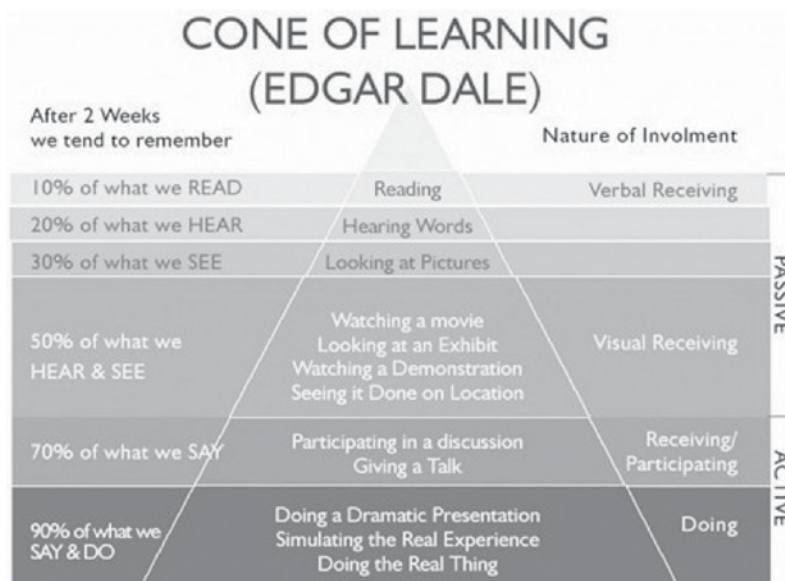 CONE OF LEARNING
(EDGAR DALE)
After 2 Weeks
we tend to remember
Nature of Involment
10% of what we READ
Reading
Verbal Receiving
20% of what we HEAR
Hearing Words
30% of what we SEE
Looking at Pictures
50% of what we
HEAR & SEE
Watching a movie
Looking at an Exhibit
Watching a Demonstration
Seeing it Done on Location
Visual Receiving
PASSIVE
70% of what we SAY
Participating in a discussion
Giving a Talk
Receiving/
Participating
90% of what we
SAY & DO
Doing a Dramatic Presentation
Simulating the Real Experience
Doing the Real Thing
Doing
ACTIVE